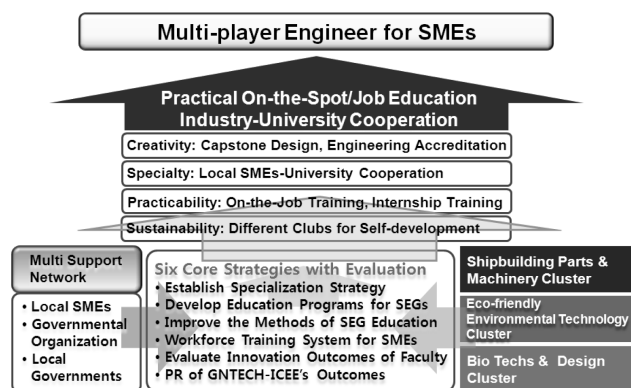 Multi-player Engineer for SMEs
Practical On-the-Spot/Job Education
Industry-University Cooperation
Creativity: Capstone Design, Engineering Accreditation
Specialty: Local SMEs-University Cooperation
Practicability: On-the-Job Training, Internship Training
Sustainability: Different Clubs for Self-development
Multi Support
Network
• Local SMEs
• Governmental
Organization
• Local
Governments
Six Core Strategies with Evaluation
• Establish Specialization Strategy
• Develop Education Programs for SEGs
• Improve the Methods of SEG Education
• Workforce Training System for SMEs
• Evaluate Innovation Outcomes of Faculty
• PR of GNTECH-ICEE's Outcomes
Shipbuilding Parts &
Machinery Cluster
Eco-friendly
Environmental Technology
Cluster
Bio Techs & Design
Cluster